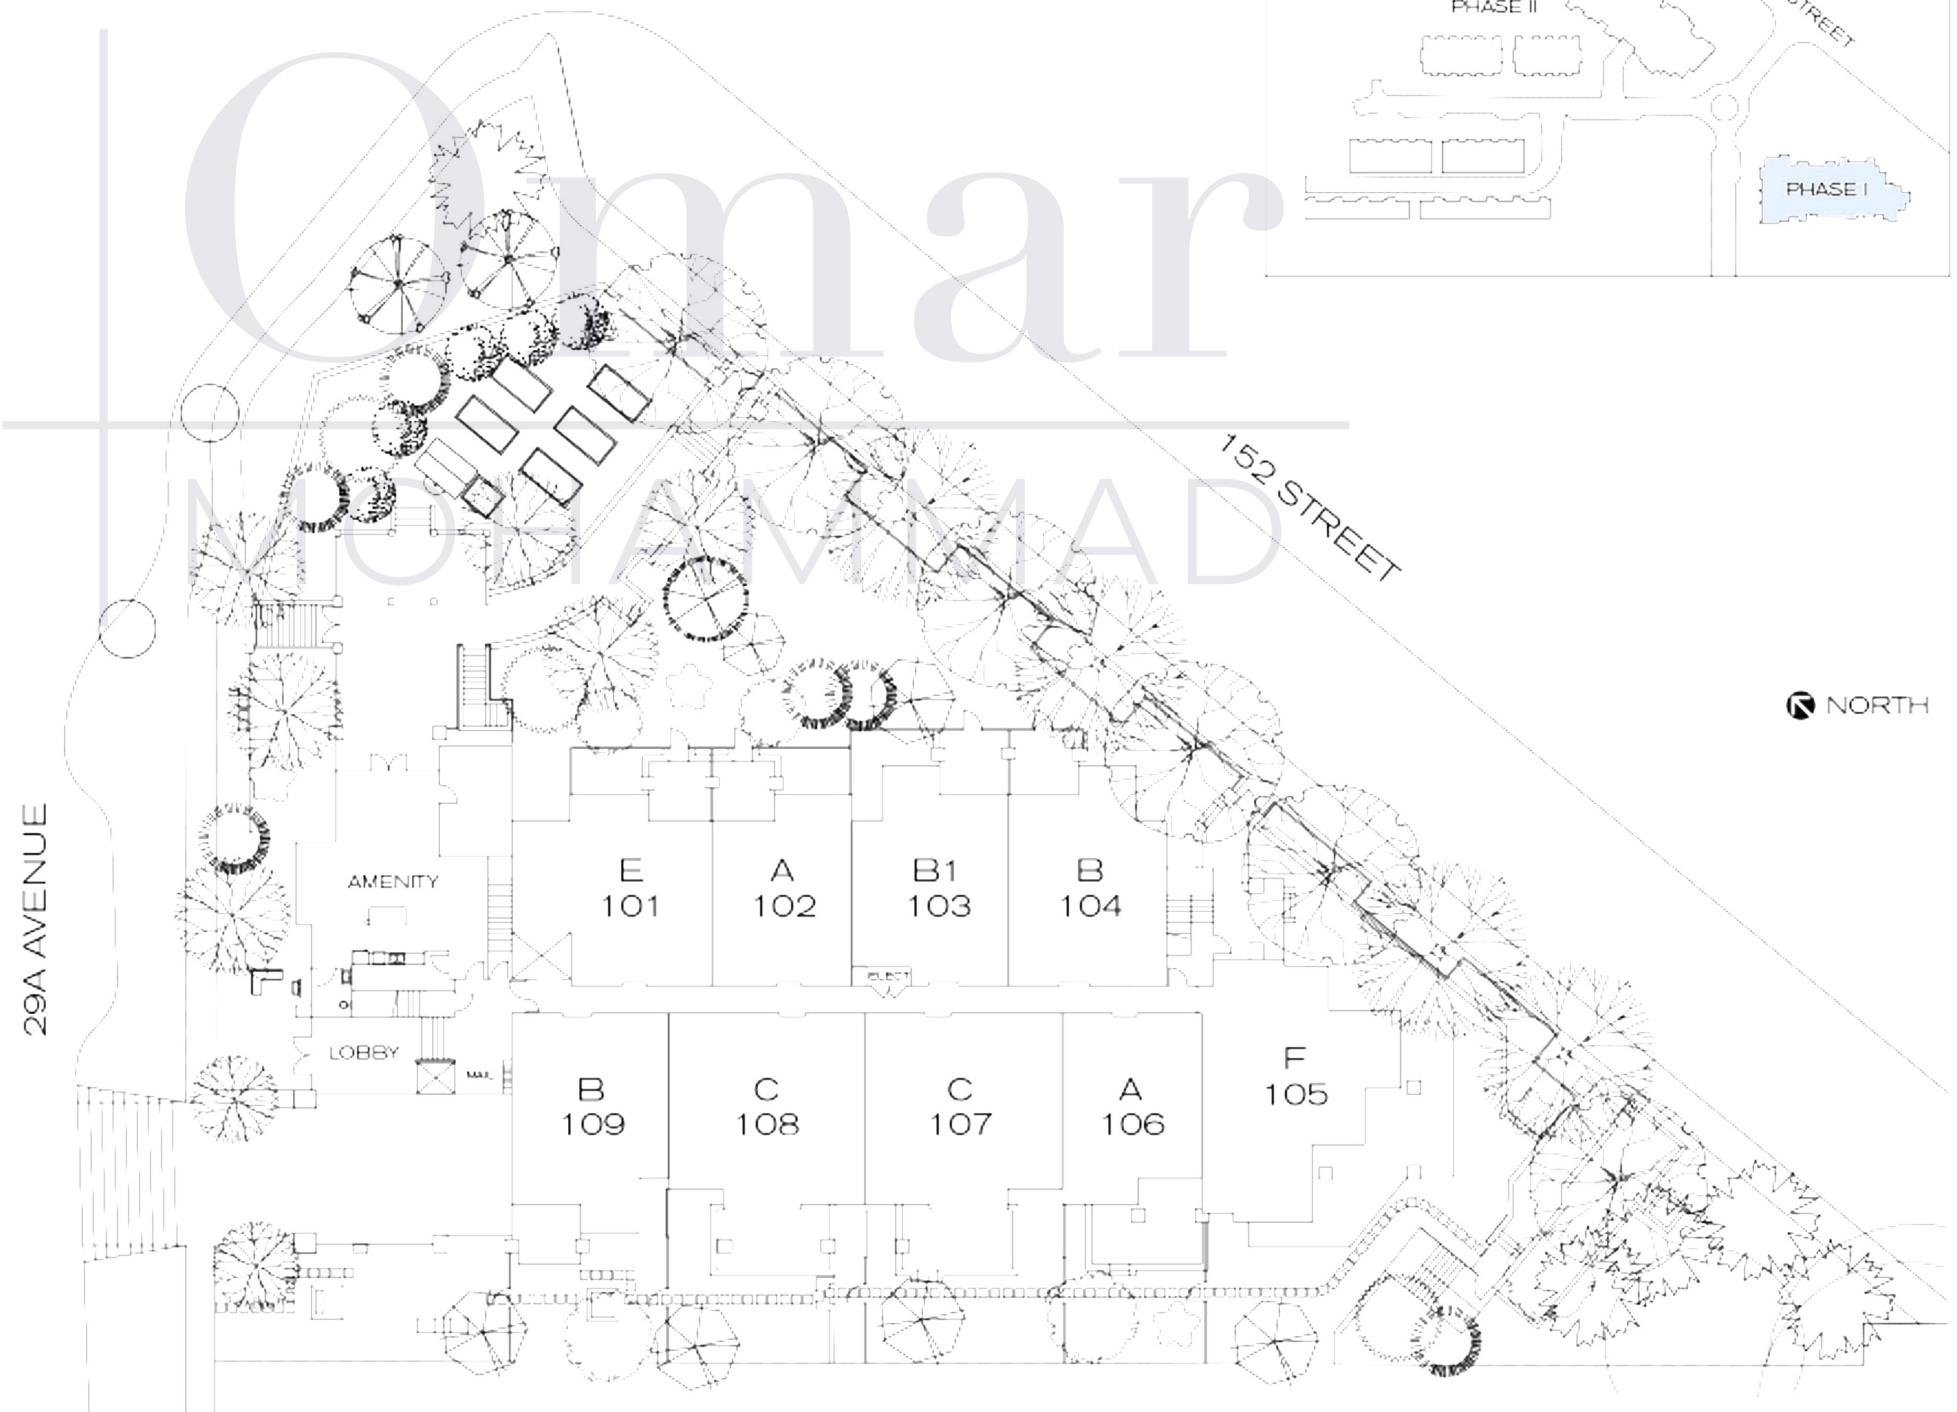 PHASE II
STREET
PHASE I
Omar
MOHAMMAD
152 STREET
NORTH
29A AVENUE
AMENITY
E
101
A
102
B1
103
B
104
ELECT
LOBBY
MAIL
B
109
C
108
C
107
A
106
F
105